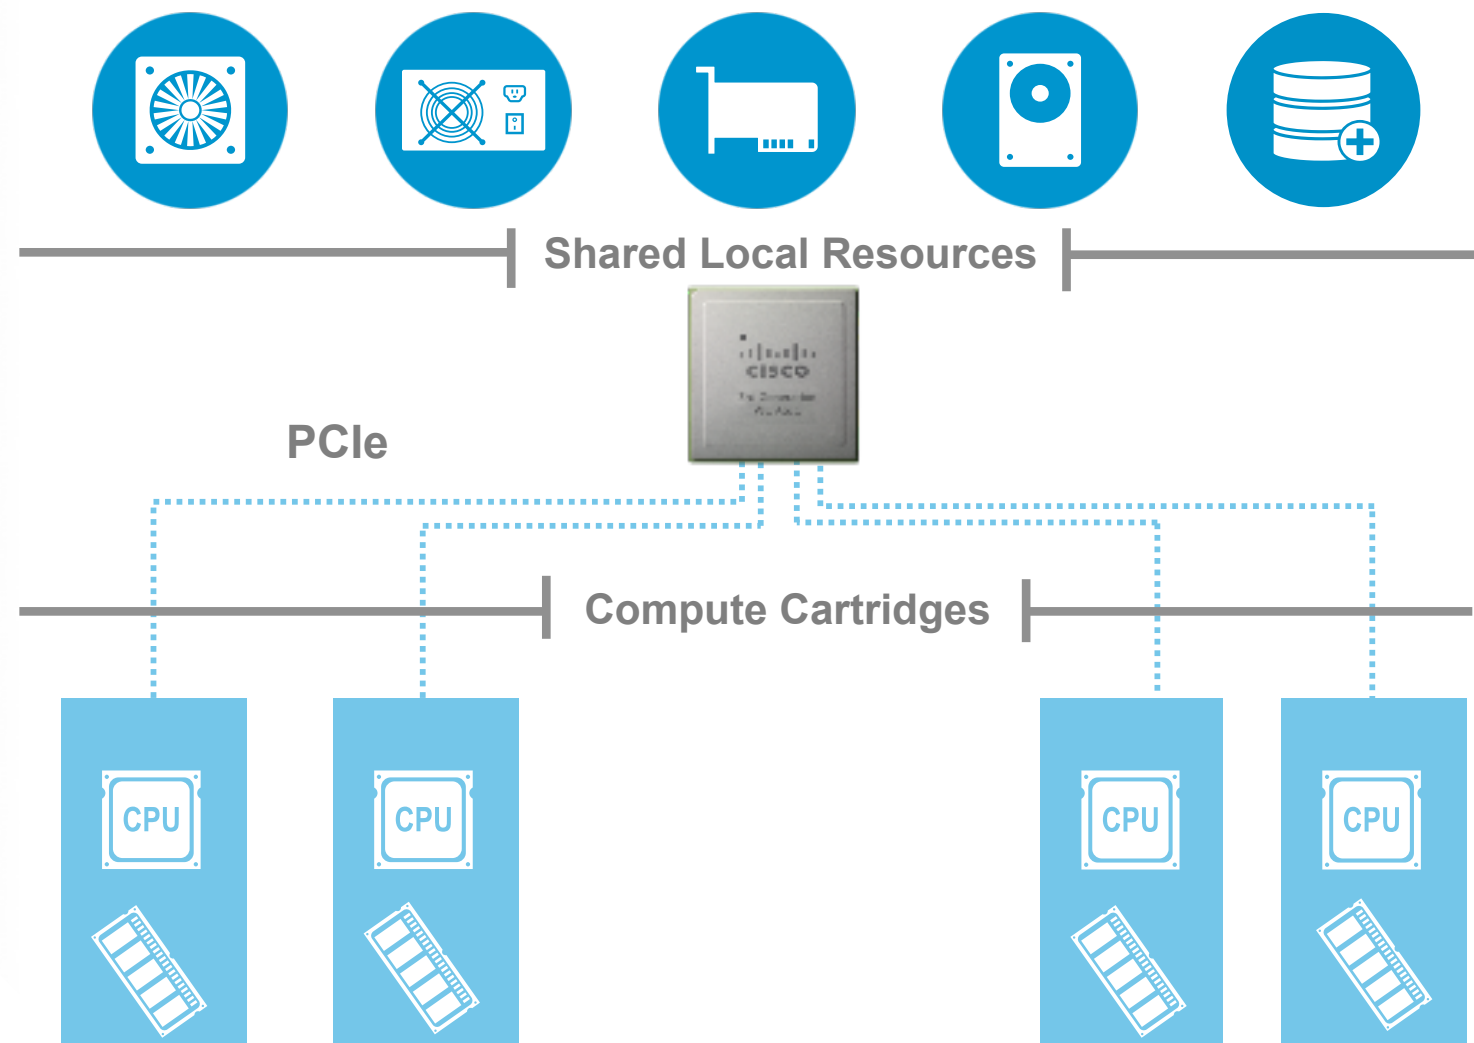 Shared Local Resources
CISCO
PCIe
Compute Cartridges
CPU
CPU
CPU
CPU